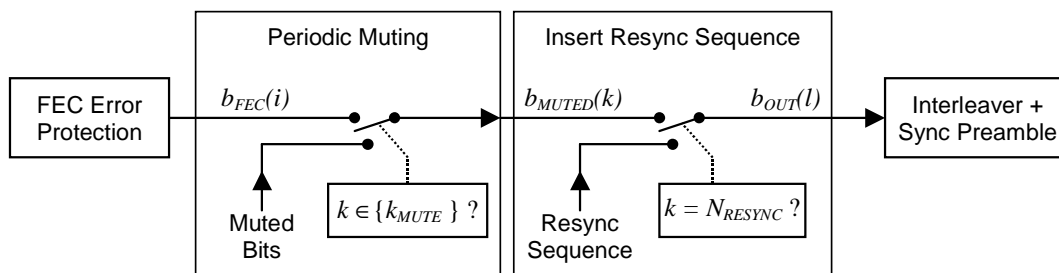 Periodic Muting
Insert Resync Sequence
FEC Error
Protection
b_FEC(i)
b_MUTED(k)
b_OUT(l)
Interleaver +
Sync Preamble
Muted
Bits
k ∈ {k_MUTE } ?
Resync
Sequence
k = N_RESYNC ?